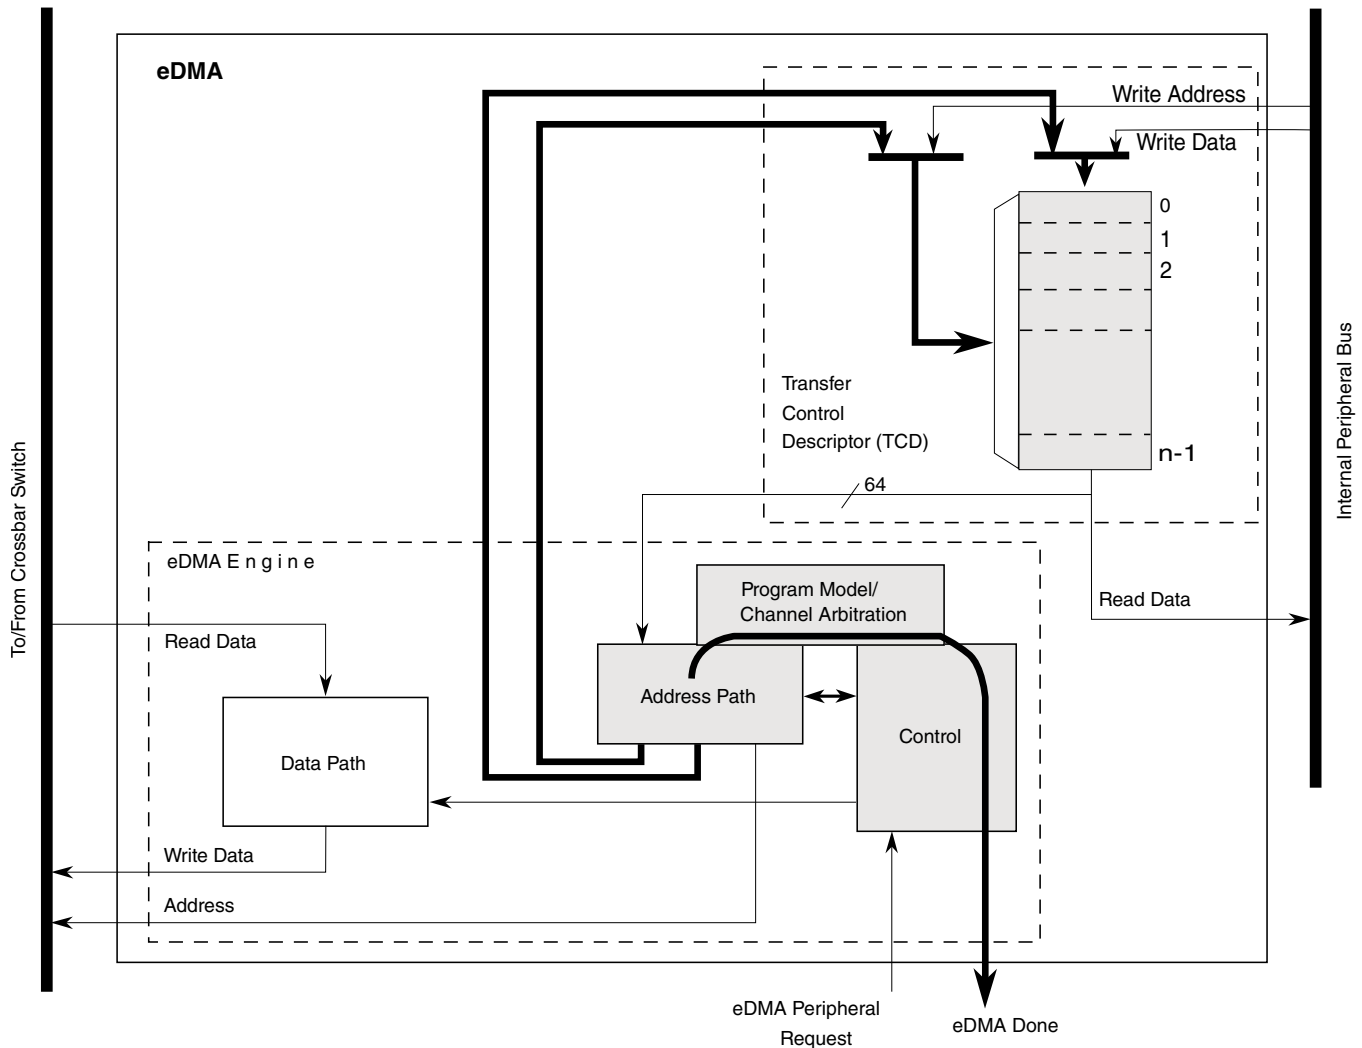 eDMA
Write Address
Write Data
0
1
2
n-1
Transfer
Control
Descriptor (TCD)
64
Internal Peripheral Bus
To/From Crossbar Switch
eDMA E n g i n e
Program Model/
Channel Arbitration
Read Data
Read Data
Address Path
Control
Data Path
Write Data
Address
eDMA Peripheral
Request
eDMA Done